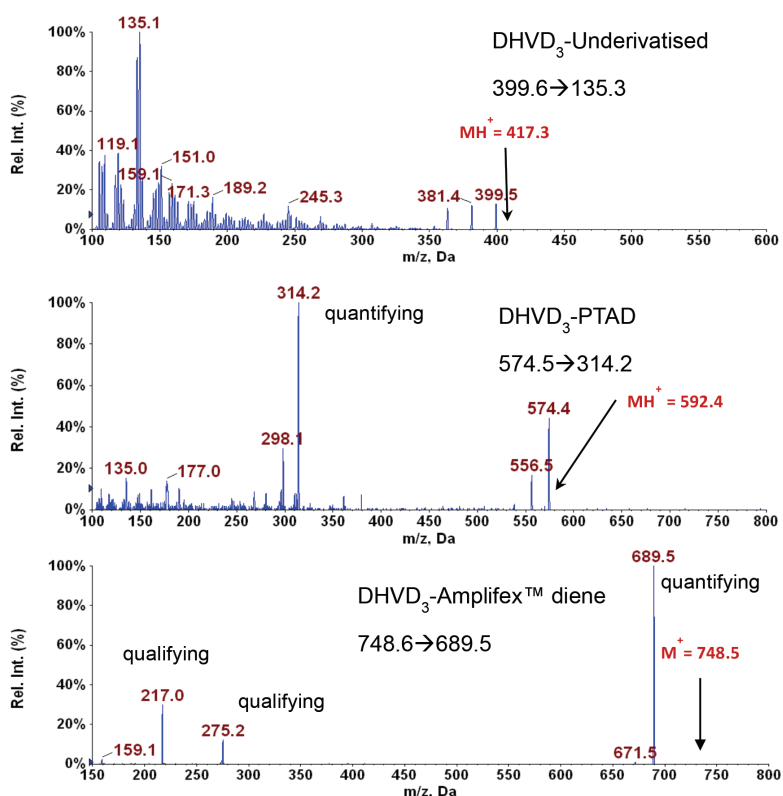 135.1
100%
80%
60%
40%
20%
0%
Rel. Int. (%)
119.1
159.1
151.0
171.3
189.2
245.3
381.4
399.5
DHVD3-Underivatised
399.6→135.3
MH+ = 417.3
100 150 200 250 300 350 400 450 500 550 600
m/z, Da
314.2
100%
80%
60%
40%
20%
0%
Rel. Int. (%)
quantifying
DHVD3-PTAD
574.5→314.2
MH+ = 592.4
574.4
556.5
298.1
135.0
177.0
100 150 200 250 300 350 400 450 500 550 600 650 700 750 800
m/z, Da
689.5
100%
80%
60%
40%
20%
0%
Rel. Int. (%)
quantifying
DHVD3-Amplifex™ diene
748.6→689.5
M+ = 748.5
qualifying
217.0
qualifying
275.2
159.1
671.5
150 200 250 300 350 400 450 500 550 600 650 700 750 800
m/z, Da